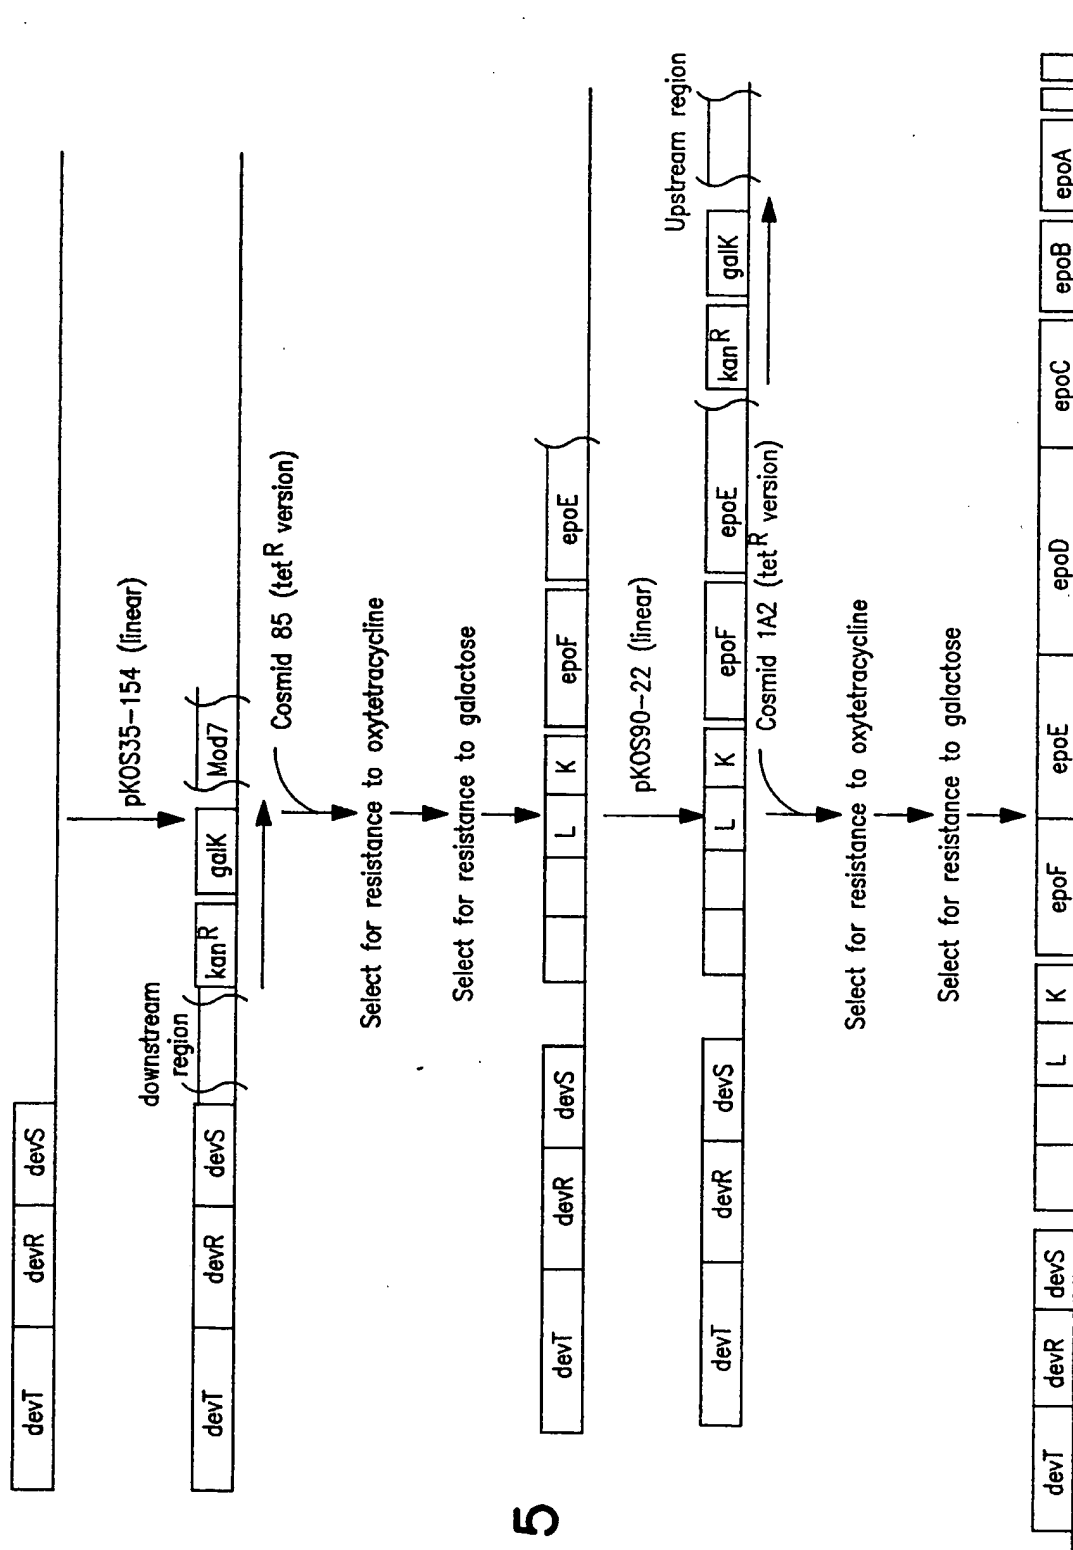 devT devR devS
pKOS35-154 (linear)
downstream
region
devT devR devS kanR galK Mod7
Cosmid 85 (tetR version)
Select for resistance to oxytetracycline
Select for resistance to galactose
devT devR devS L K epoF epoE
pKOS90-22 (linear)
Upstream region
devT devR devS L K epoF epoE kanR galK
Cosmid 1A2 (tetR version)
Select for resistance to oxytetracycline
Select for resistance to galactose
devT devR devS L K epoF epoE epoD epoC epoB epoA
5